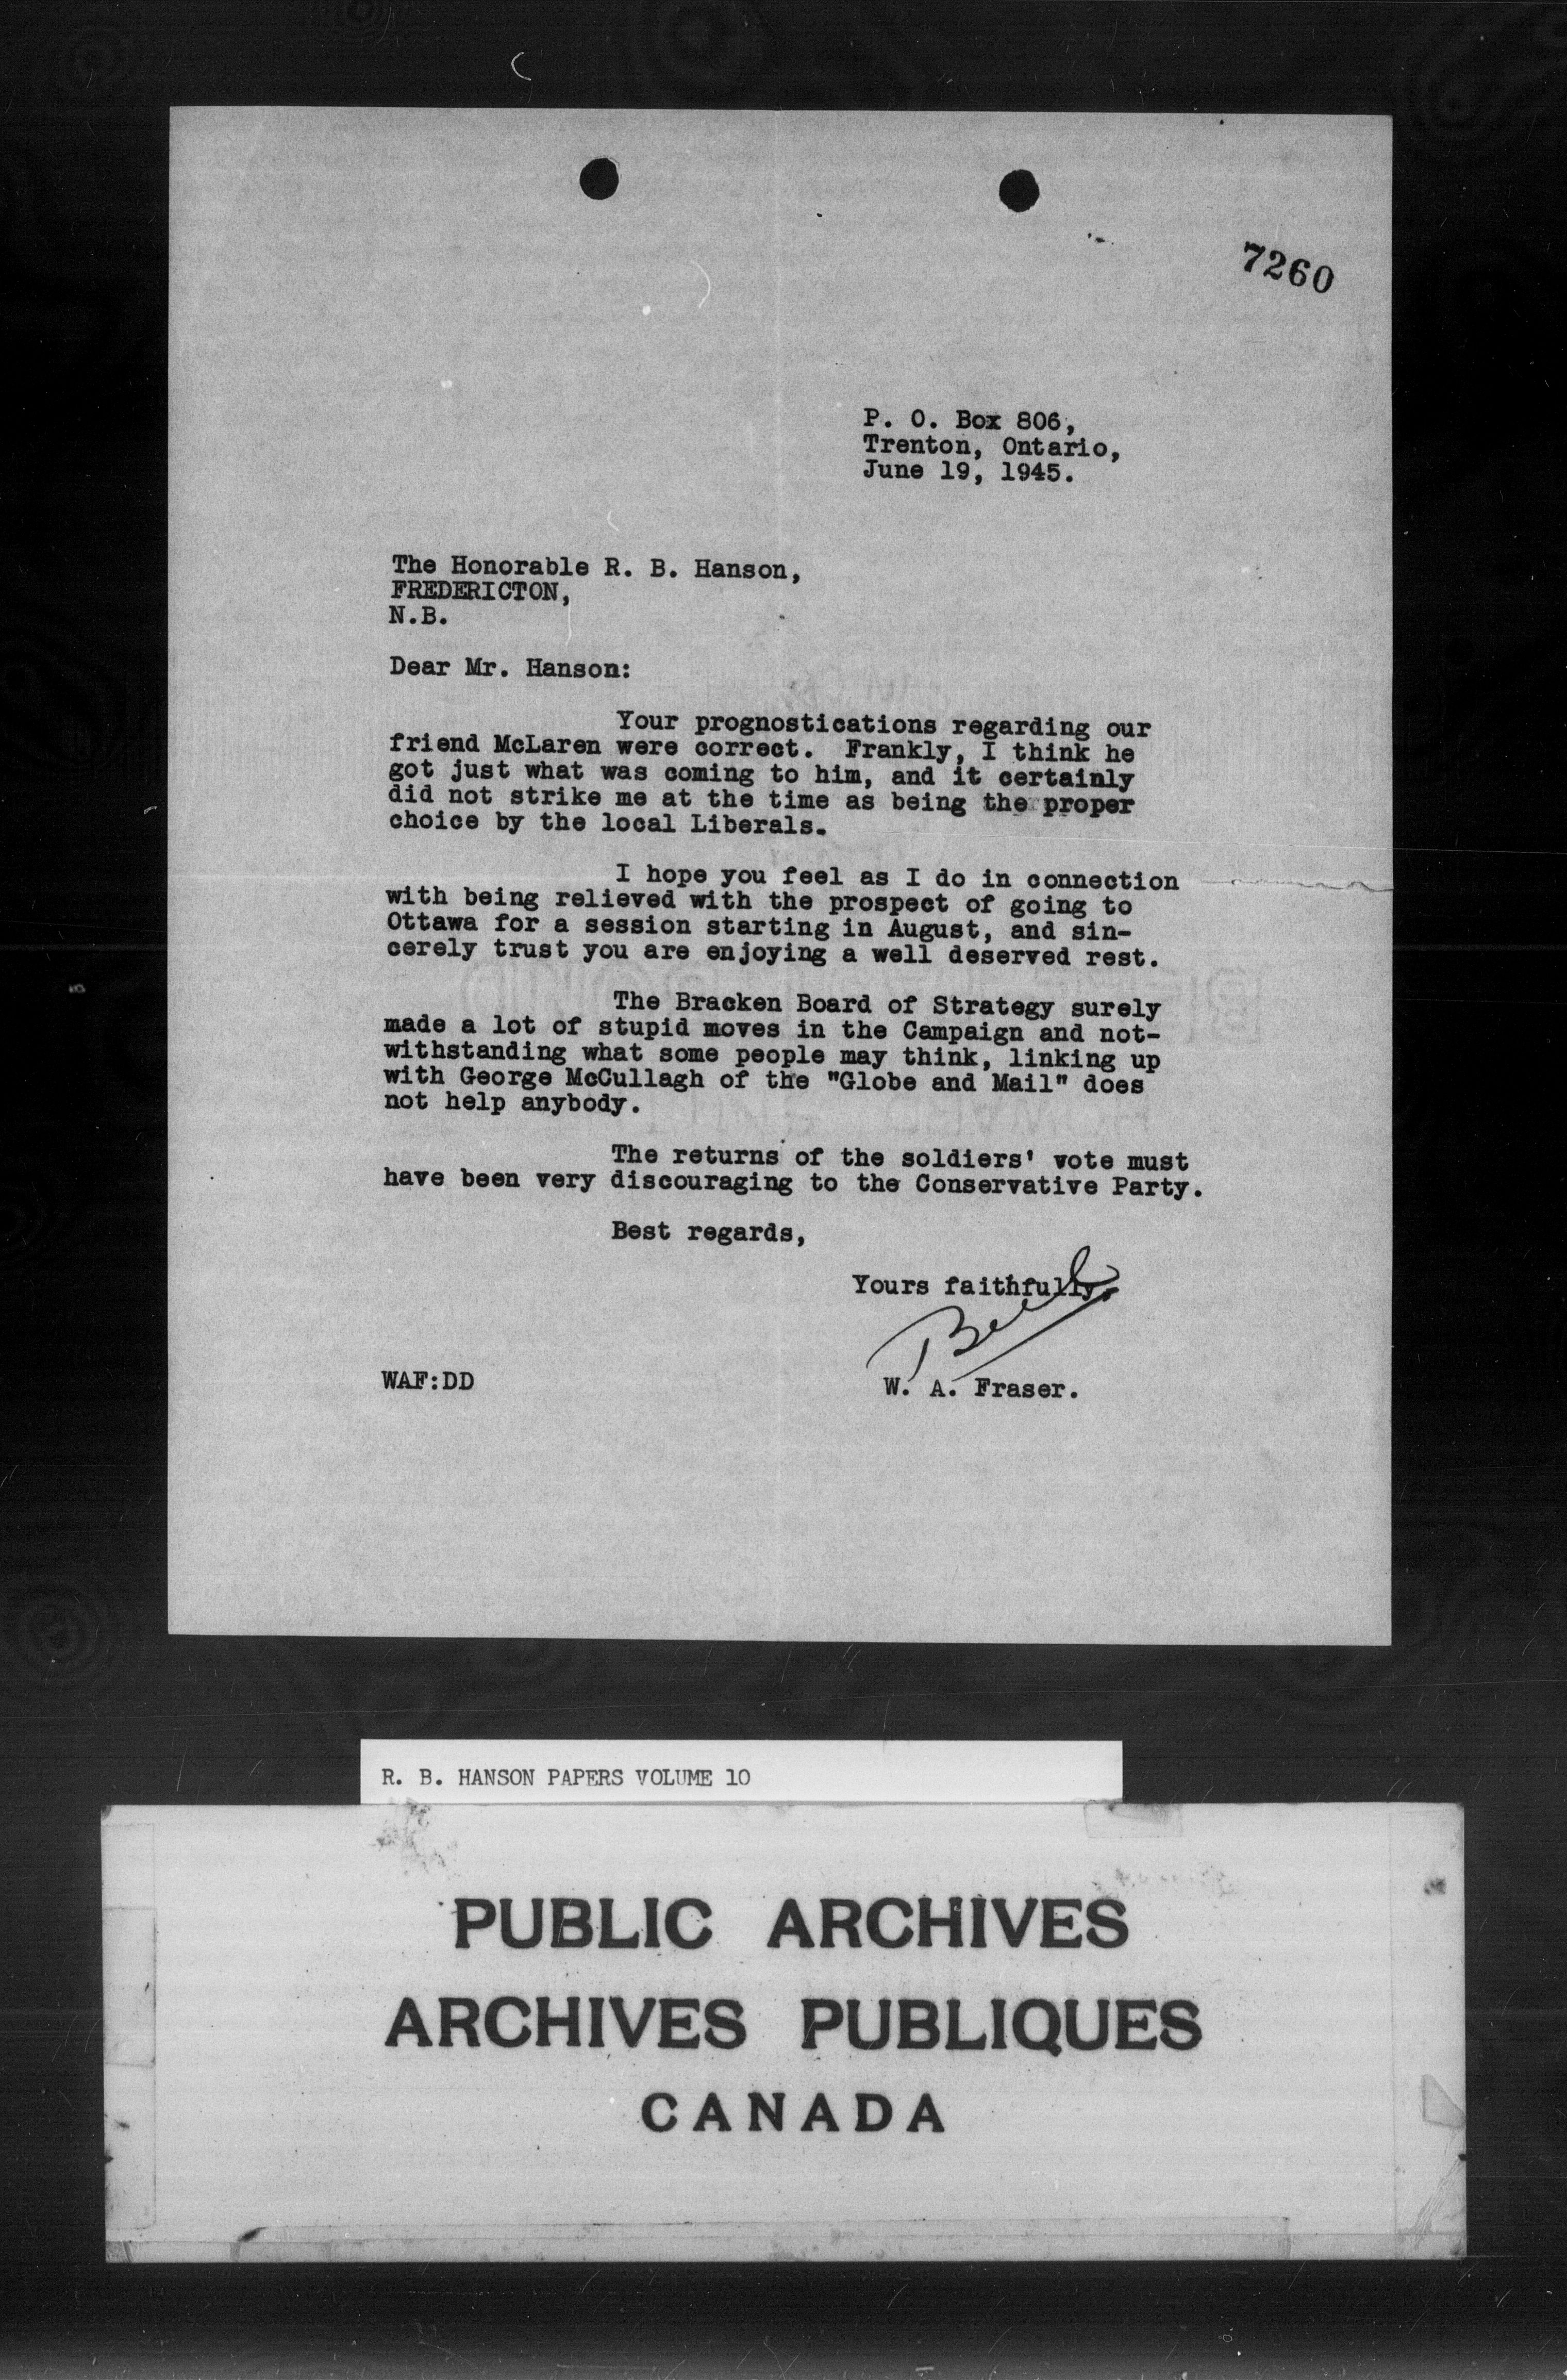 7260
P. O. Box 806,
Trenton, Ontario,
June 19, 1945.
The Honorable R. B. Hanson,
FREDERICTON,
N.B.
Dear Mr. Hanson:
Your prognostications regarding our
friend McLaren were correct. Frankly, I think he
got just what was coming to him, and it certainly
did not strike me at the time as being the proper
choice by the local Liberals.
I hope you feel as I do in connection
with being relieved with the prospect of going to
Ottawa for a session starting in August, and sin-
cerely trust you are enjoying a well deserved rest.
The Bracken Board of Strategy surely
made a lot of stupid moves in the Campaign and not-
withstanding what some people may think, linking up
with George McCullagh of the "Globe and Mail" does
not help anybody.
The returns of the soldiers' vote must
have been very discouraging to the Conservative Party.
Best regards,
Yours faithfully,
WAF:DD
W. A. Fraser.
R. B. HANSON PAPERS VOLUME 10
PUBLIC ARCHIVES
ARCHIVES PUBLIQUES
CANADA